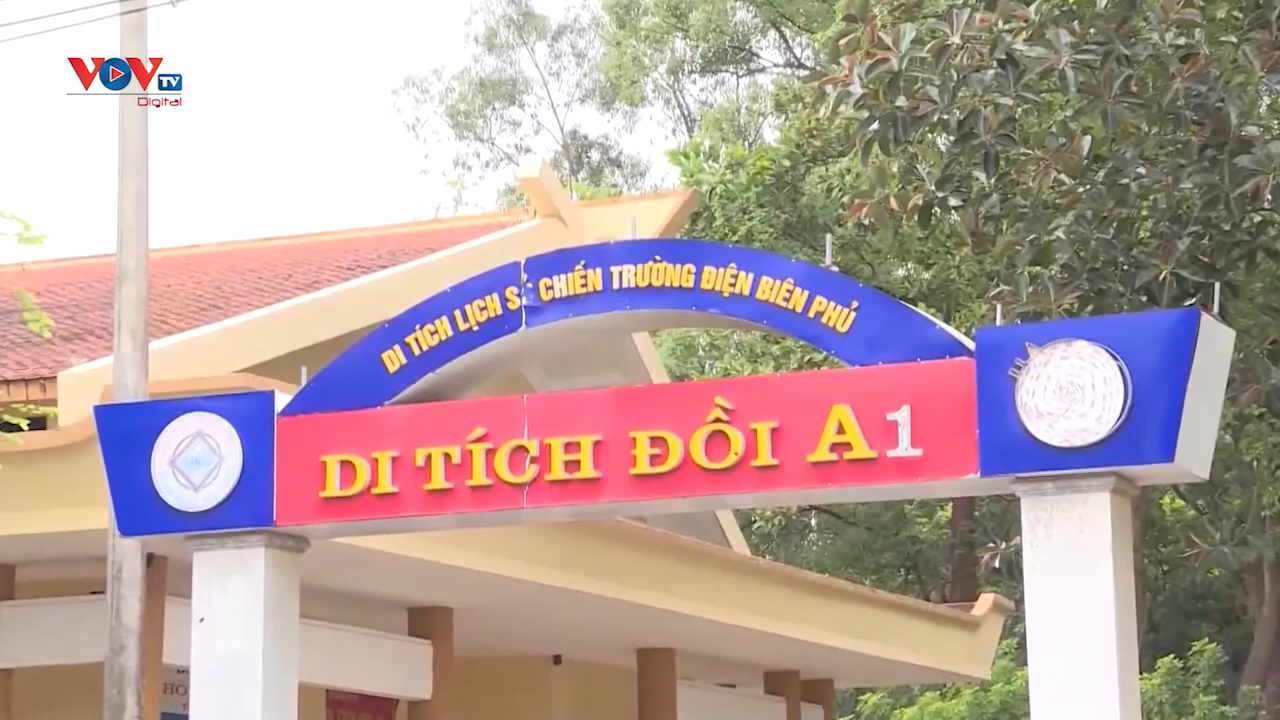 VOV TV
Digital
DI TÍCH LỊCH SỬ CHIẾN TRƯỜNG ĐIỆN BIÊN PHỦ
DI TÍCH ĐỒI A1